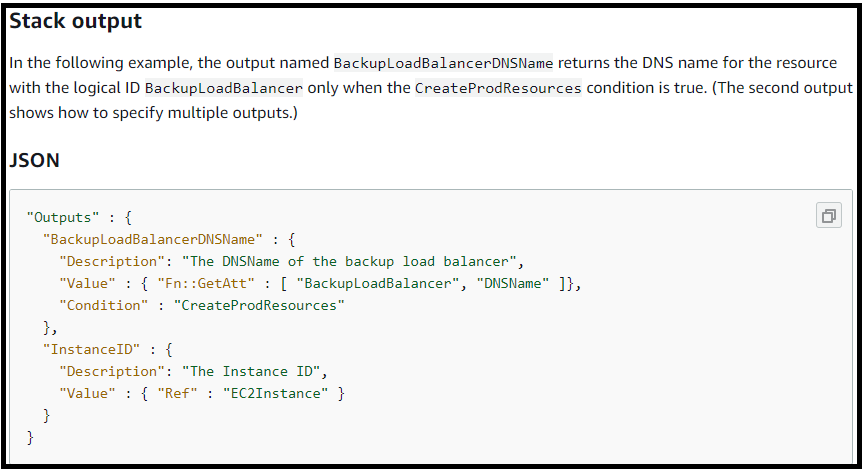 Stack output
In the following example, the output named BackupLoadBalancerDNSName returns the DNS name for the resource
with the logical ID BackupLoadBalancer only when the CreateProdResources condition is true. (The second output
shows how to specify multiple outputs.)
JSON
"Outputs" : {
  "BackupLoadBalancerDNSName" : {
    "Description": "The DNSName of the backup load balancer",
    "Value" : { "Fn::GetAtt" : [ "BackupLoadBalancer", "DNSName" ]},
    "Condition" : "CreateProdResources"
  },
  "InstanceID" : {
    "Description": "The Instance ID",
    "Value" : { "Ref" : "EC2Instance" }
  }
}